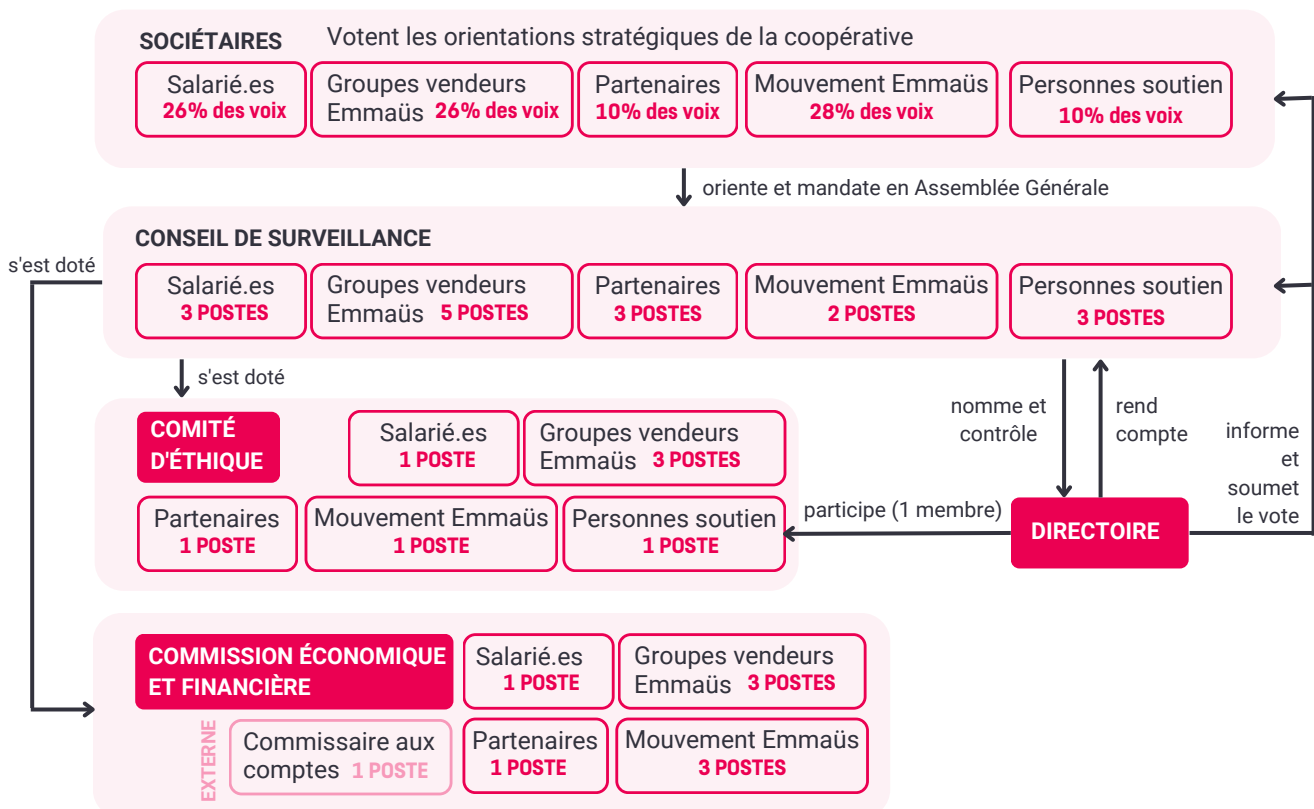 SOCIÉTAIRES Votent les orientations stratégiques de la coopérative
Salarié.es
26% des voix
Groupes vendeurs
Emmaüs 26% des voix
Partenaires
10% des voix
Mouvement Emmaüs
28% des voix
Personnes soutien
10% des voix
oriente et mandate en Assemblée Générale
CONSEIL DE SURVEILLANCE
s'est doté
Salarié.es
3 POSTES
Groupes vendeurs
Emmaüs 5 POSTES
Partenaires
3 POSTES
Mouvement Emmaüs
2 POSTES
Personnes soutien
3 POSTES
s'est doté
nomme et
contrôle
rend
compte
informe
et
soumet
le vote
COMITÉ
D'ÉTHIQUE
Salarié.es
1 POSTE
Groupes vendeurs
Emmaüs 3 POSTES
Partenaires
1 POSTE
Mouvement Emmaüs
1 POSTE
Personnes soutien
1 POSTE
participe (1 membre)
DIRECTOIRE
COMMISSION ÉCONOMIQUE
ET FINANCIÈRE
Salarié.es
1 POSTE
Groupes vendeurs
Emmaüs 3 POSTES
EXTERNE
Commissaire aux
comptes 1 POSTE
Partenaires
1 POSTE
Mouvement Emmaüs
3 POSTES